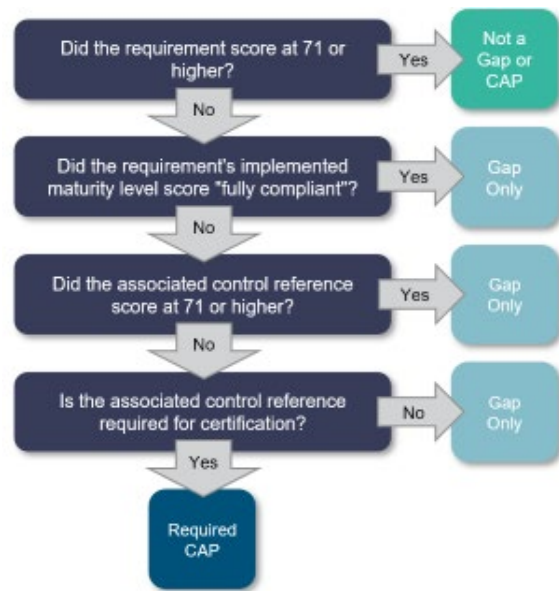 Did the requirement score at 71 or
higher?
Yes
Not a
Gap or
CAP
No
Did the requirement's implemented
maturity level score "fully compliant"?
Yes
Gap
Only
No
Did the associated control reference
score at 71 or higher?
Yes
Gap
Only
No
Is the associated control reference
required for certification?
No
Gap
Only
Yes
Required
CAP